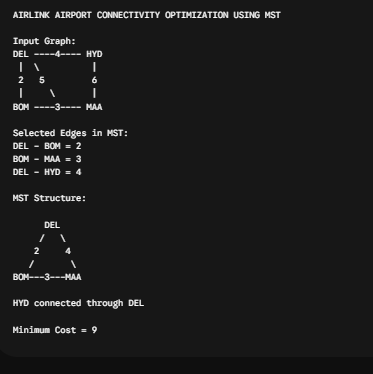 AIRLINK AIRPORT CONNECTIVITY OPTIMIZATION USING MST

Input Graph:
DEL ----4---- HYD
 |  \          |
 2   5         6
 |     \       |
BOM ----3---- MAA

Selected Edges in MST:
DEL - BOM = 2
BOM - MAA = 3
DEL - HYD = 4

MST Structure:

      DEL
     /   \
    2     4
   /       \
BOM---3---MAA

HYD connected through DEL

Minimum Cost = 9